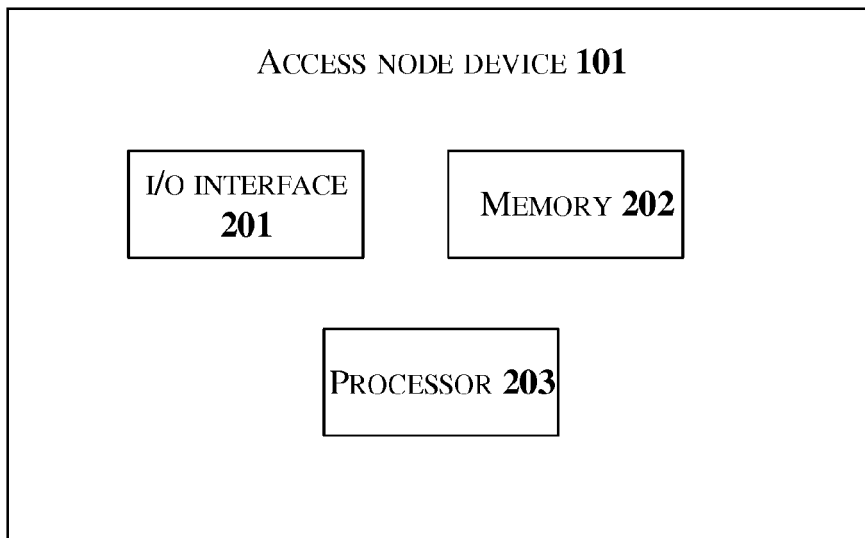 ACCESS NODE DEVICE 101
I/O INTERFACE
201
MEMORY 202
PROCESSOR 203